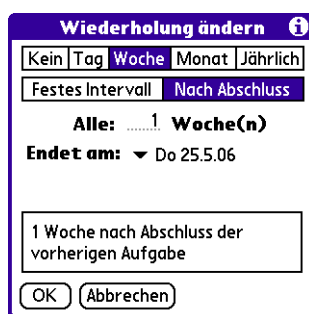 Wiederholung ändern i
Kein Tag Woche Monat Jährlich
Festes Intervall Nach Abschluss
Alle: 1 Woche(n)
Endet am: Do 25.5.06
1 Woche nach Abschluss der
vorherigen Aufgabe
OK Abbrechen